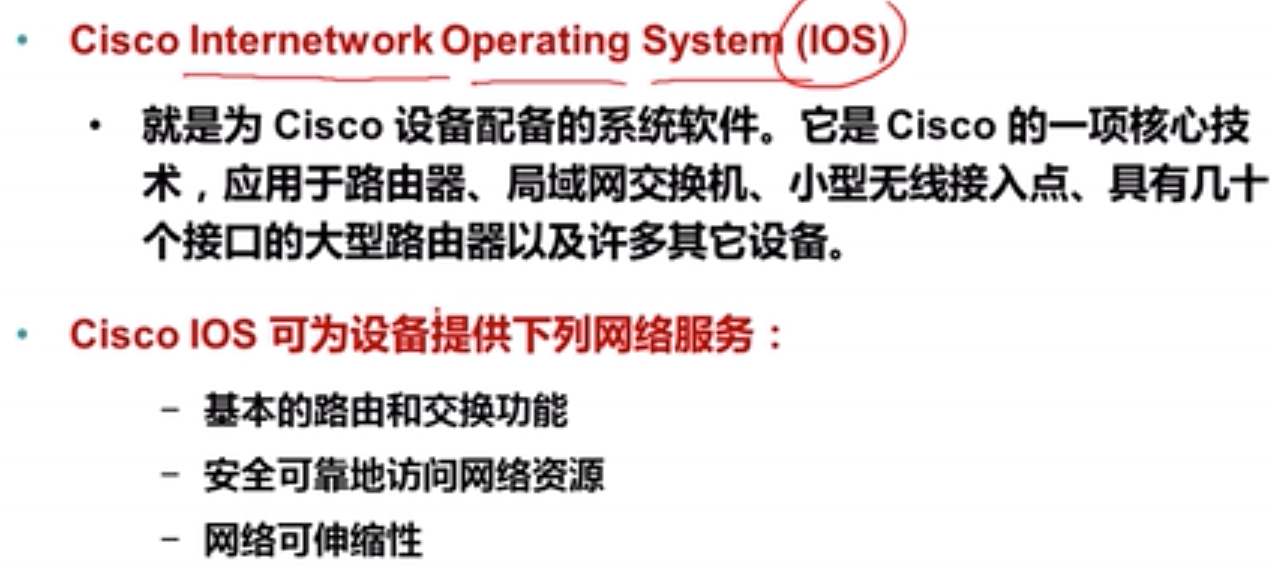 • Cisco Internetwork Operating System (IOS)
• 就是为 Cisco 设备配备的系统软件。它是 Cisco 的一项核心技
术，应用于路由器、局域网交换机、小型无线接入点、具有几十
个接口的大型路由器以及许多其它设备。
• Cisco IOS 可为设备提供下列网络服务：
– 基本的路由和交换功能
– 安全可靠地访问网络资源
– 网络可伸缩性